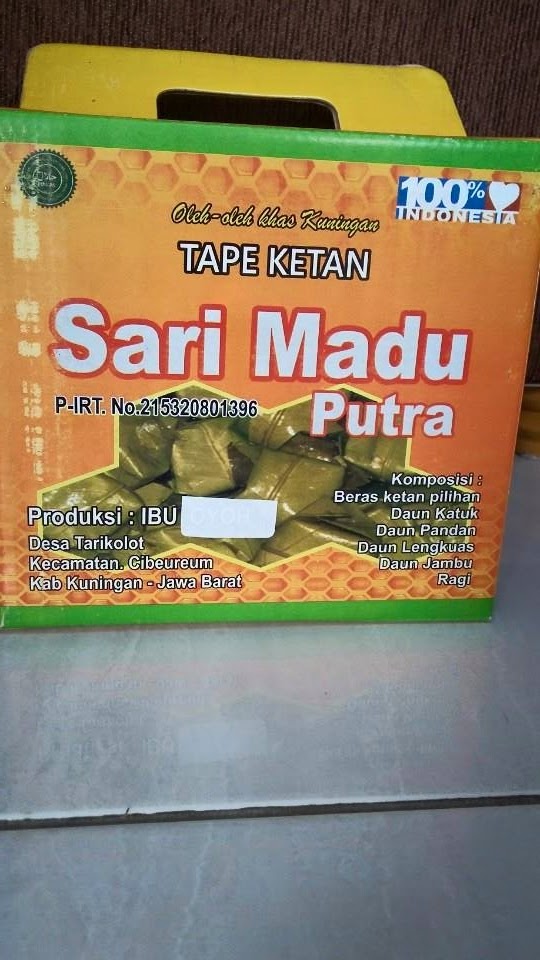 100%
INDONESIA
Oleh-oleh khas Kuningan
TAPE KETAN
Sari Madu
Putra
P-IRT. No.215320801396
Komposisi :
Beras ketan pilihan
Daun Katuk
Daun Pandan
Daun Lengkuas
Daun Jambu
Ragi
Produksi : IBU
Desa Tarikolot
Kecamatan. Cibeureum
Kab Kuningan - Jawa Barat